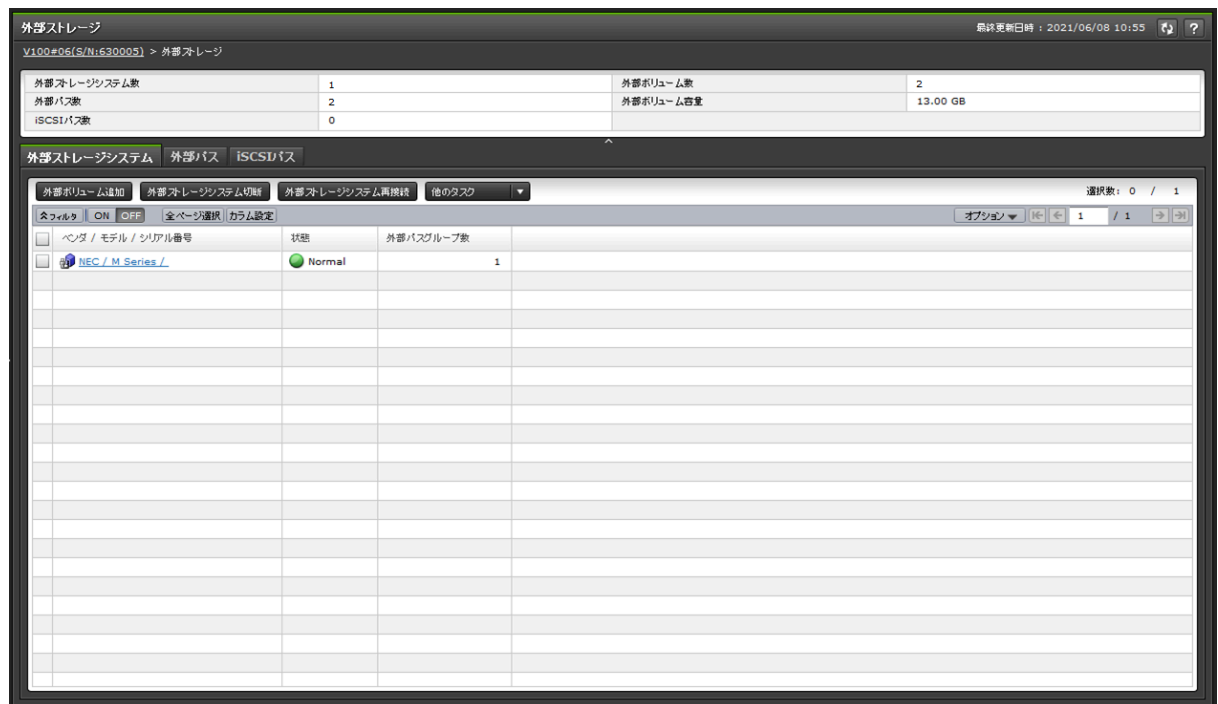 外部ストレージ 最終更新日時 : 2021/06/08 10:55 ?
V100#06(S/N:630005) > 外部ストレージ
外部ストレージシステム数 1 外部ボリューム数 2
外部パス数 2 外部ボリューム容量 13.00 GB
iSCSIパス数 0
外部ストレージシステム 外部パス iSCSIパス
外部ボリューム追加 外部ストレージシステム切断 外部ストレージシステム再接続 他のタスク 選択数: 0 / 1
フィルタ ON OFF 全ページ選択 カラム設定 オプション 1 / 1
ベンダ / モデル / シリアル番号 状態 外部パスグループ数
NEC / M Series / Normal 1